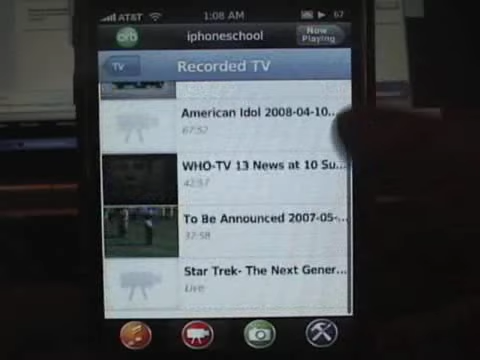 AT&T 1:08 AM 67
orb iphoneschool Now Playing
TV Recorded TV
American Idol 2008-04-10...
67:52
WHO-TV 13 News at 10 Su...
42:57
To Be Announced 2007-05-...
37:58
Star Trek- The Next Gener...
Live